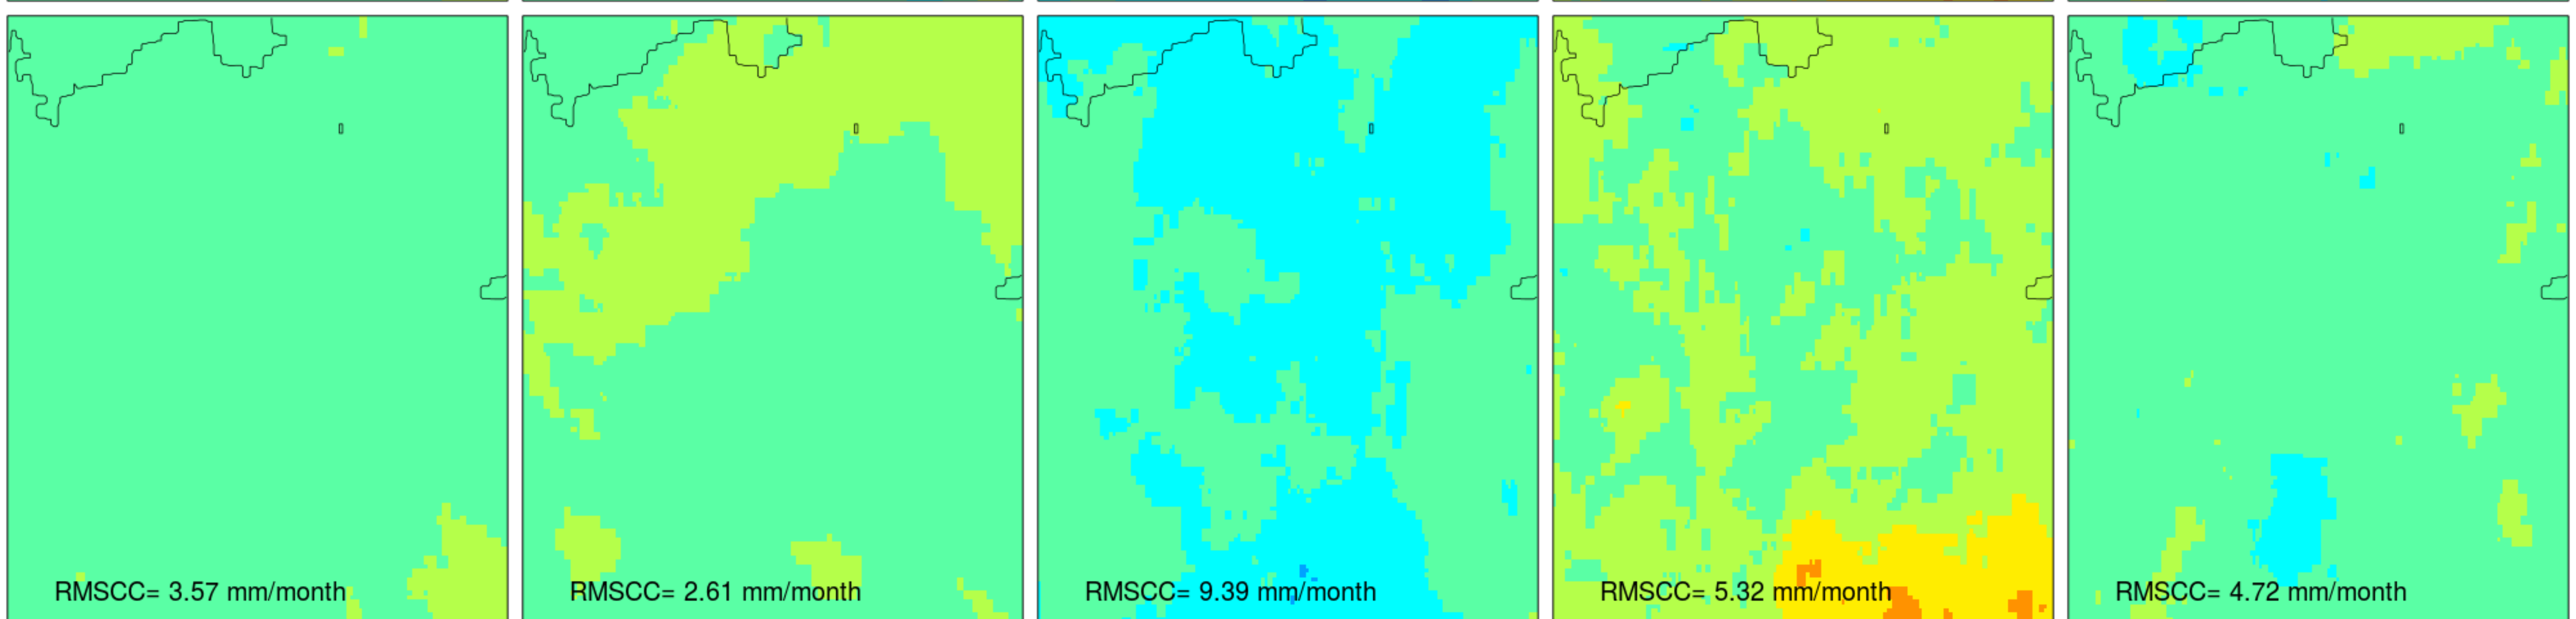 RMSCC= 3.57 mm/month
RMSCC= 2.61 mm/month
RMSCC= 9.39 mm/month
RMSCC= 5.32 mm/month
RMSCC= 4.72 mm/month